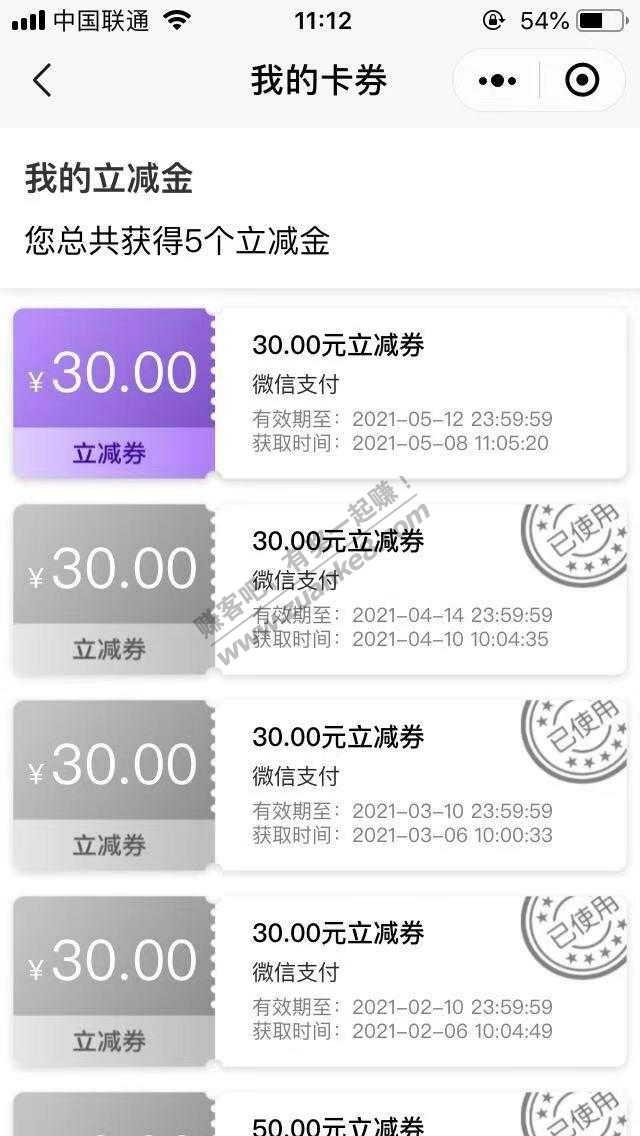 中国联通 11:12 54%
我的卡券
我的立减金
您总共获得5个立减金
¥30.00
立减券
30.00元立减券
微信支付
有效期至：2021-05-12 23:59:59
获取时间：2021-05-08 11:05:20
¥30.00
立减券
30.00元立减券
微信支付
有效期至：2021-04-14 23:59:59
获取时间：2021-04-10 10:04:35
已使用
赚客吧，有奖一起赚！
www.zuanke8.com
¥30.00
立减券
30.00元立减券
微信支付
有效期至：2021-03-10 23:59:59
获取时间：2021-03-06 10:00:33
已使用
¥30.00
立减券
30.00元立减券
微信支付
有效期至：2021-02-10 23:59:59
获取时间：2021-02-06 10:04:49
已使用
50.00元立减券
已使用